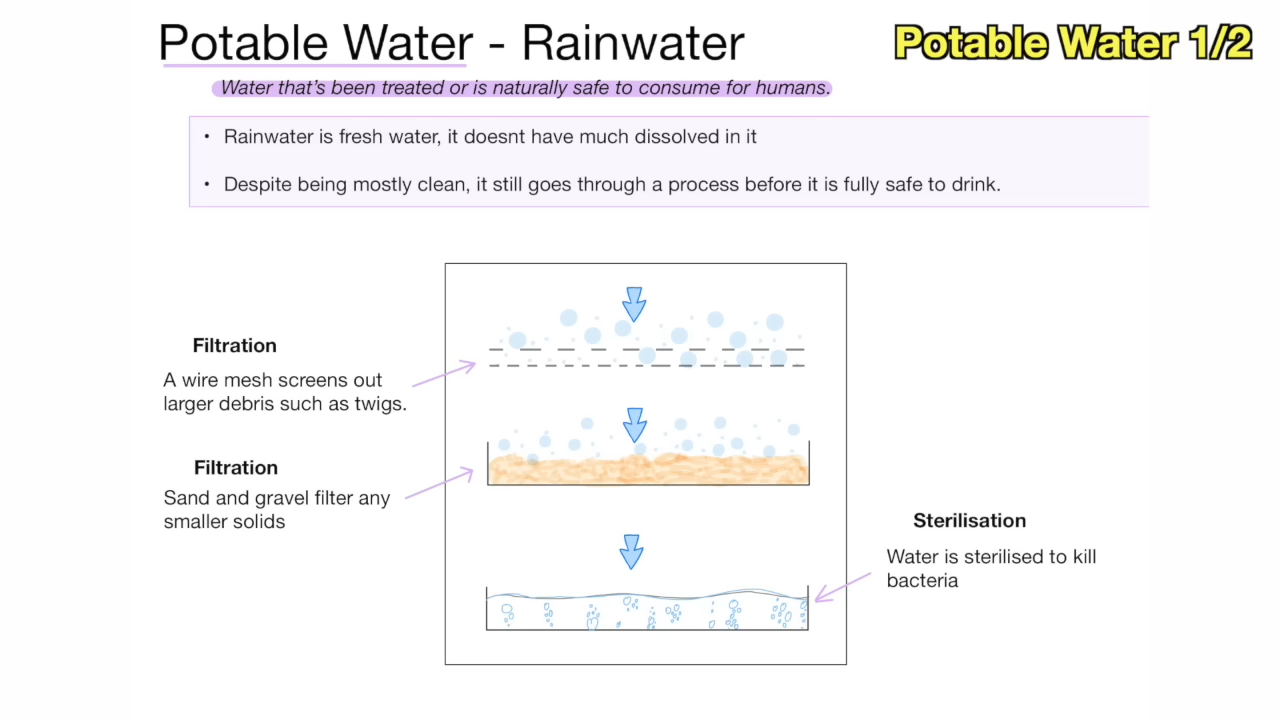 Potable Water - Rainwater
Potable Water 1/2
Water that's been treated or is naturally safe to consume for humans.
• Rainwater is fresh water, it doesnt have much dissolved in it
• Despite being mostly clean, it still goes through a process before it is fully safe to drink.
Filtration
A wire mesh screens out
larger debris such as twigs.
Filtration
Sand and gravel filter any
smaller solids
Sterilisation
Water is sterilised to kill
bacteria